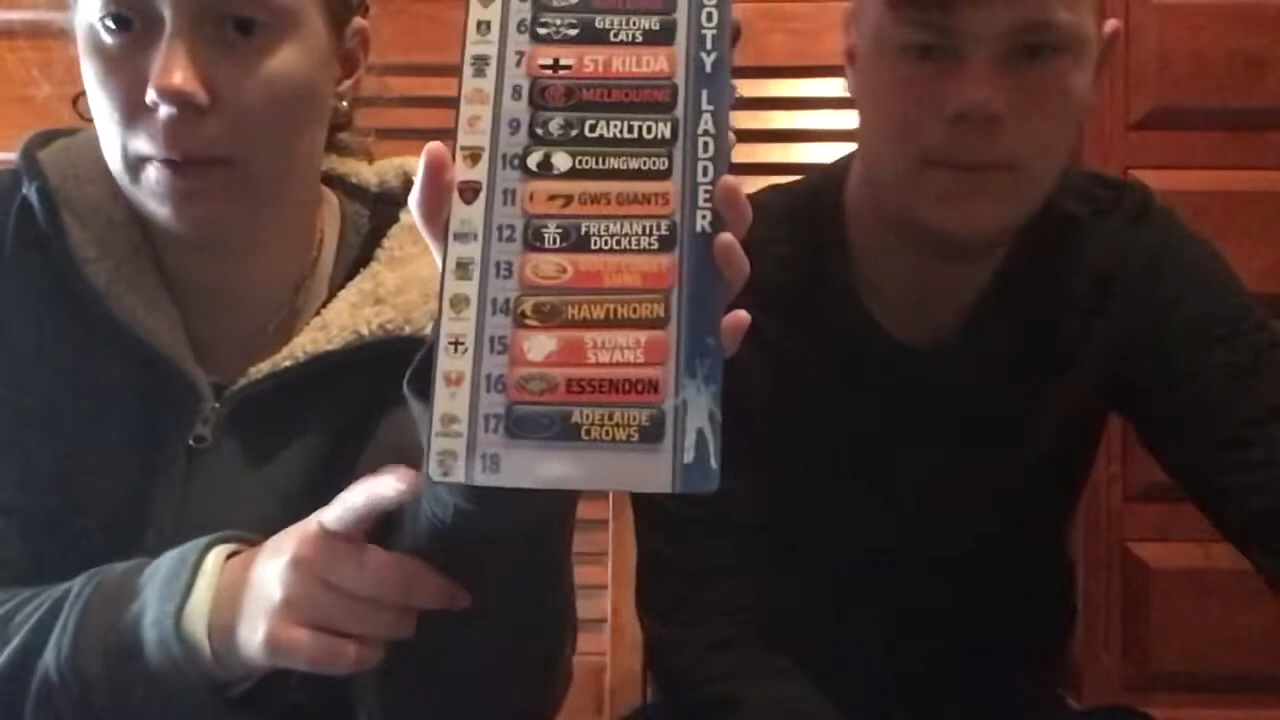 6 GEELONG CATS
7 ST KILDA
8 MELBOURNE
9 CARLTON
10 COLLINGWOOD
11 GWS GIANTS
12 FREMANTLE DOCKERS
13
14 HAWTHORN
15 SYDNEY SWANS
16 ESSENDON
17 ADELAIDE CROWS
18
OOTY LADDER